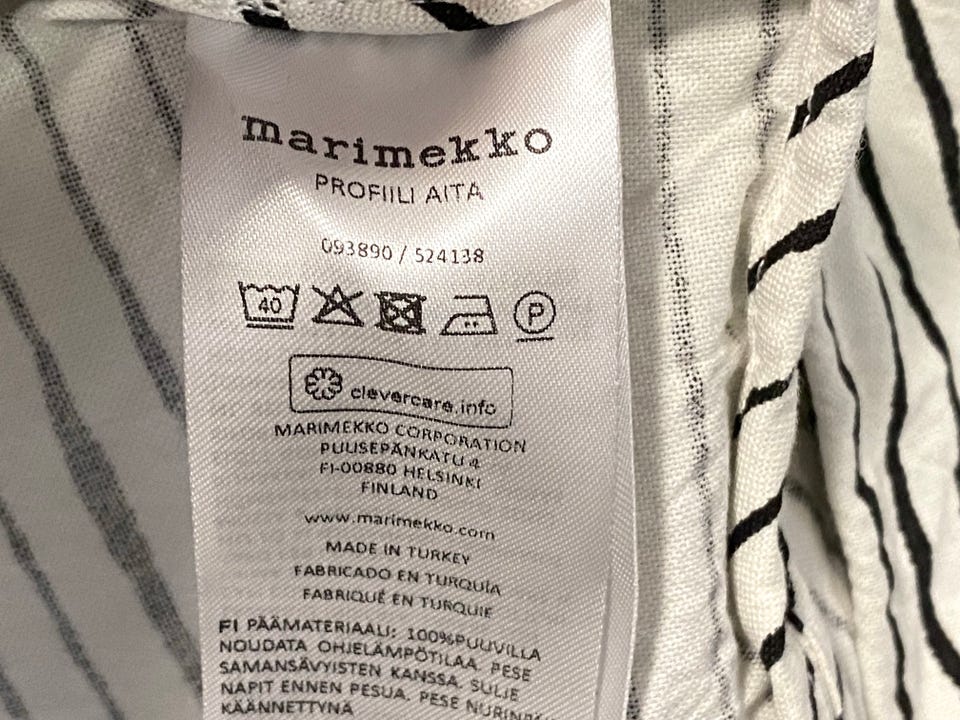 marimekko
PROFIILI AITA
093890 / 524138
40 P
clevercare.info
MARIMEKKO CORPORATION
PUUSEPÄNKATU 4
FI-00880 HELSINKI
FINLAND
www.marimekko.com
MADE IN TURKEY
FABRICADO EN TURQUÍA
FABRIQUÉ EN TURQUIE
FI PÄÄMATERIAALI: 100%PUUVILLA
NOUDATA OHJELÄMPÖTILAA. PESE
SAMANSÄVYISTEN KANSSA. SULJE
NAPIT ENNEN PESUA. PESE NURIN
KÄÄNNETTYNÄ